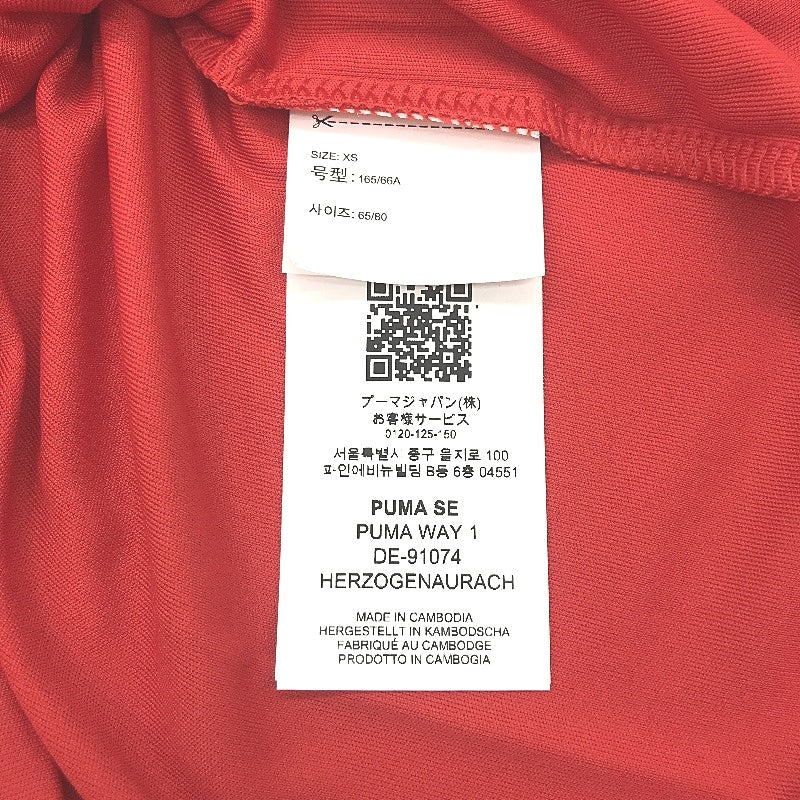 SIZE: XS
号型: 165/66A
사이즈: 65/80
プーマジャパン(株)
お客様サービス
0120-125-150
서울특별시 중구 을지로 100
파인에비뉴빌딩 B동 6층 04551
PUMA SE
PUMA WAY 1
DE-91074
HERZOGENAURACH
MADE IN CAMBODIA
HERGESTELLT IN KAMBODSCHA
FABRIQUÉ AU CAMBODGE
PRODOTTO IN CAMBOGIA